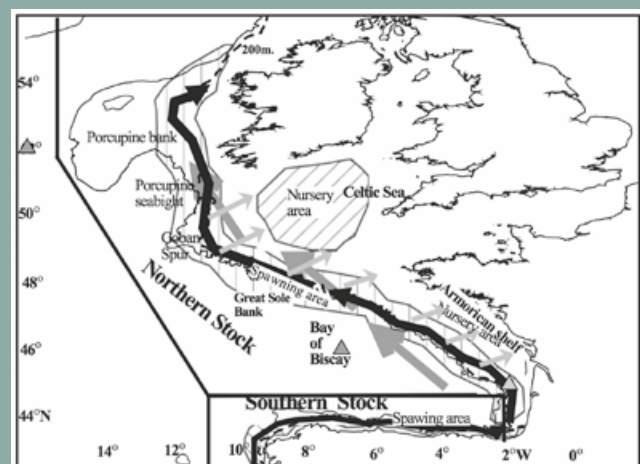 200m.
54°
Porcupine bank
Porcupine
seabight
Nursery
area
Celtic Sea
50°
Goban
Spur
48°
Spawning area
Great Sole
Bank
Northern Stock
Armorican shelf
Nursery area
Bay
of
Biscay
46°
44°N
Southern Stock
Spawing area
14°
12°
10°
8°
6°
4°
2°W
0°